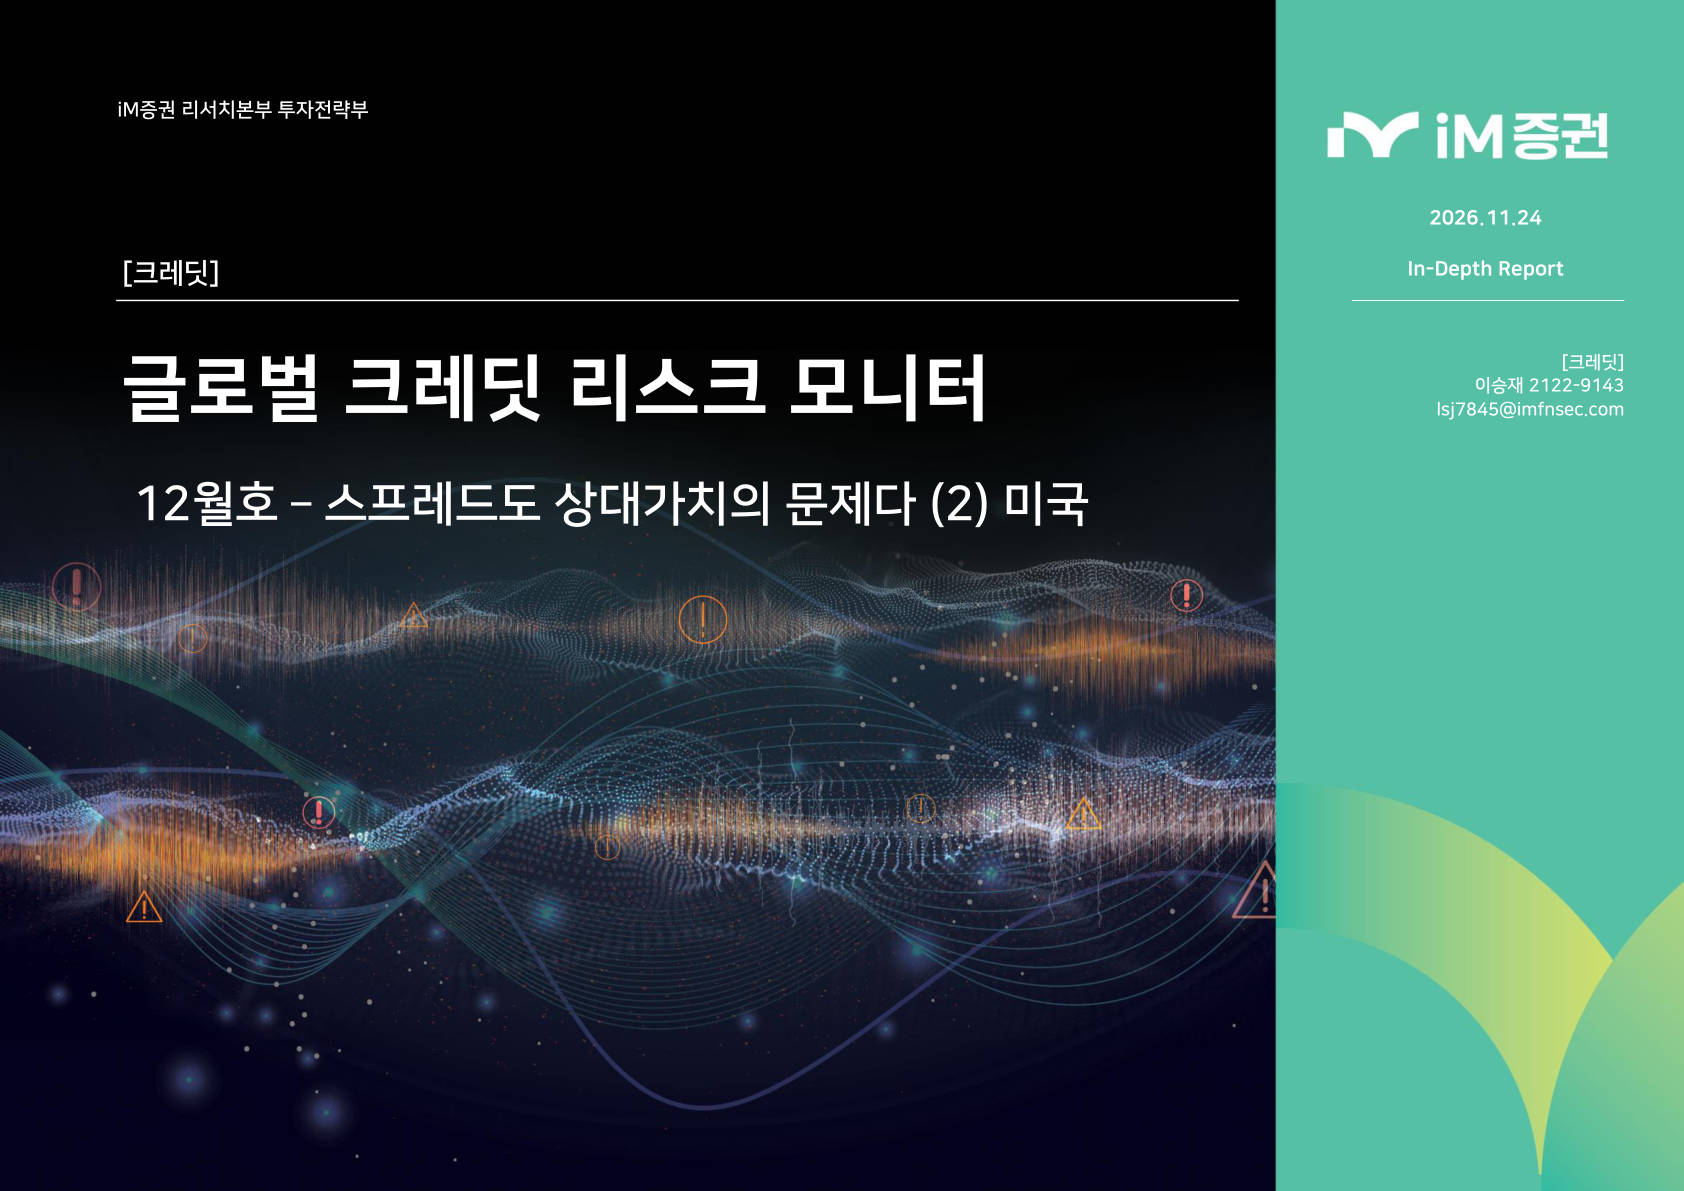 iM증권 리서치본부 투자전략부
[크레딧]
글로벌 크레딧 리스크 모니터
12월호 – 스프레드도 상대가치의 문제다 (2) 미국
iM증권
2026.11.24
In-Depth Report
[크레딧]
이승재 2122-9143
lsj7845@imfnsec.com